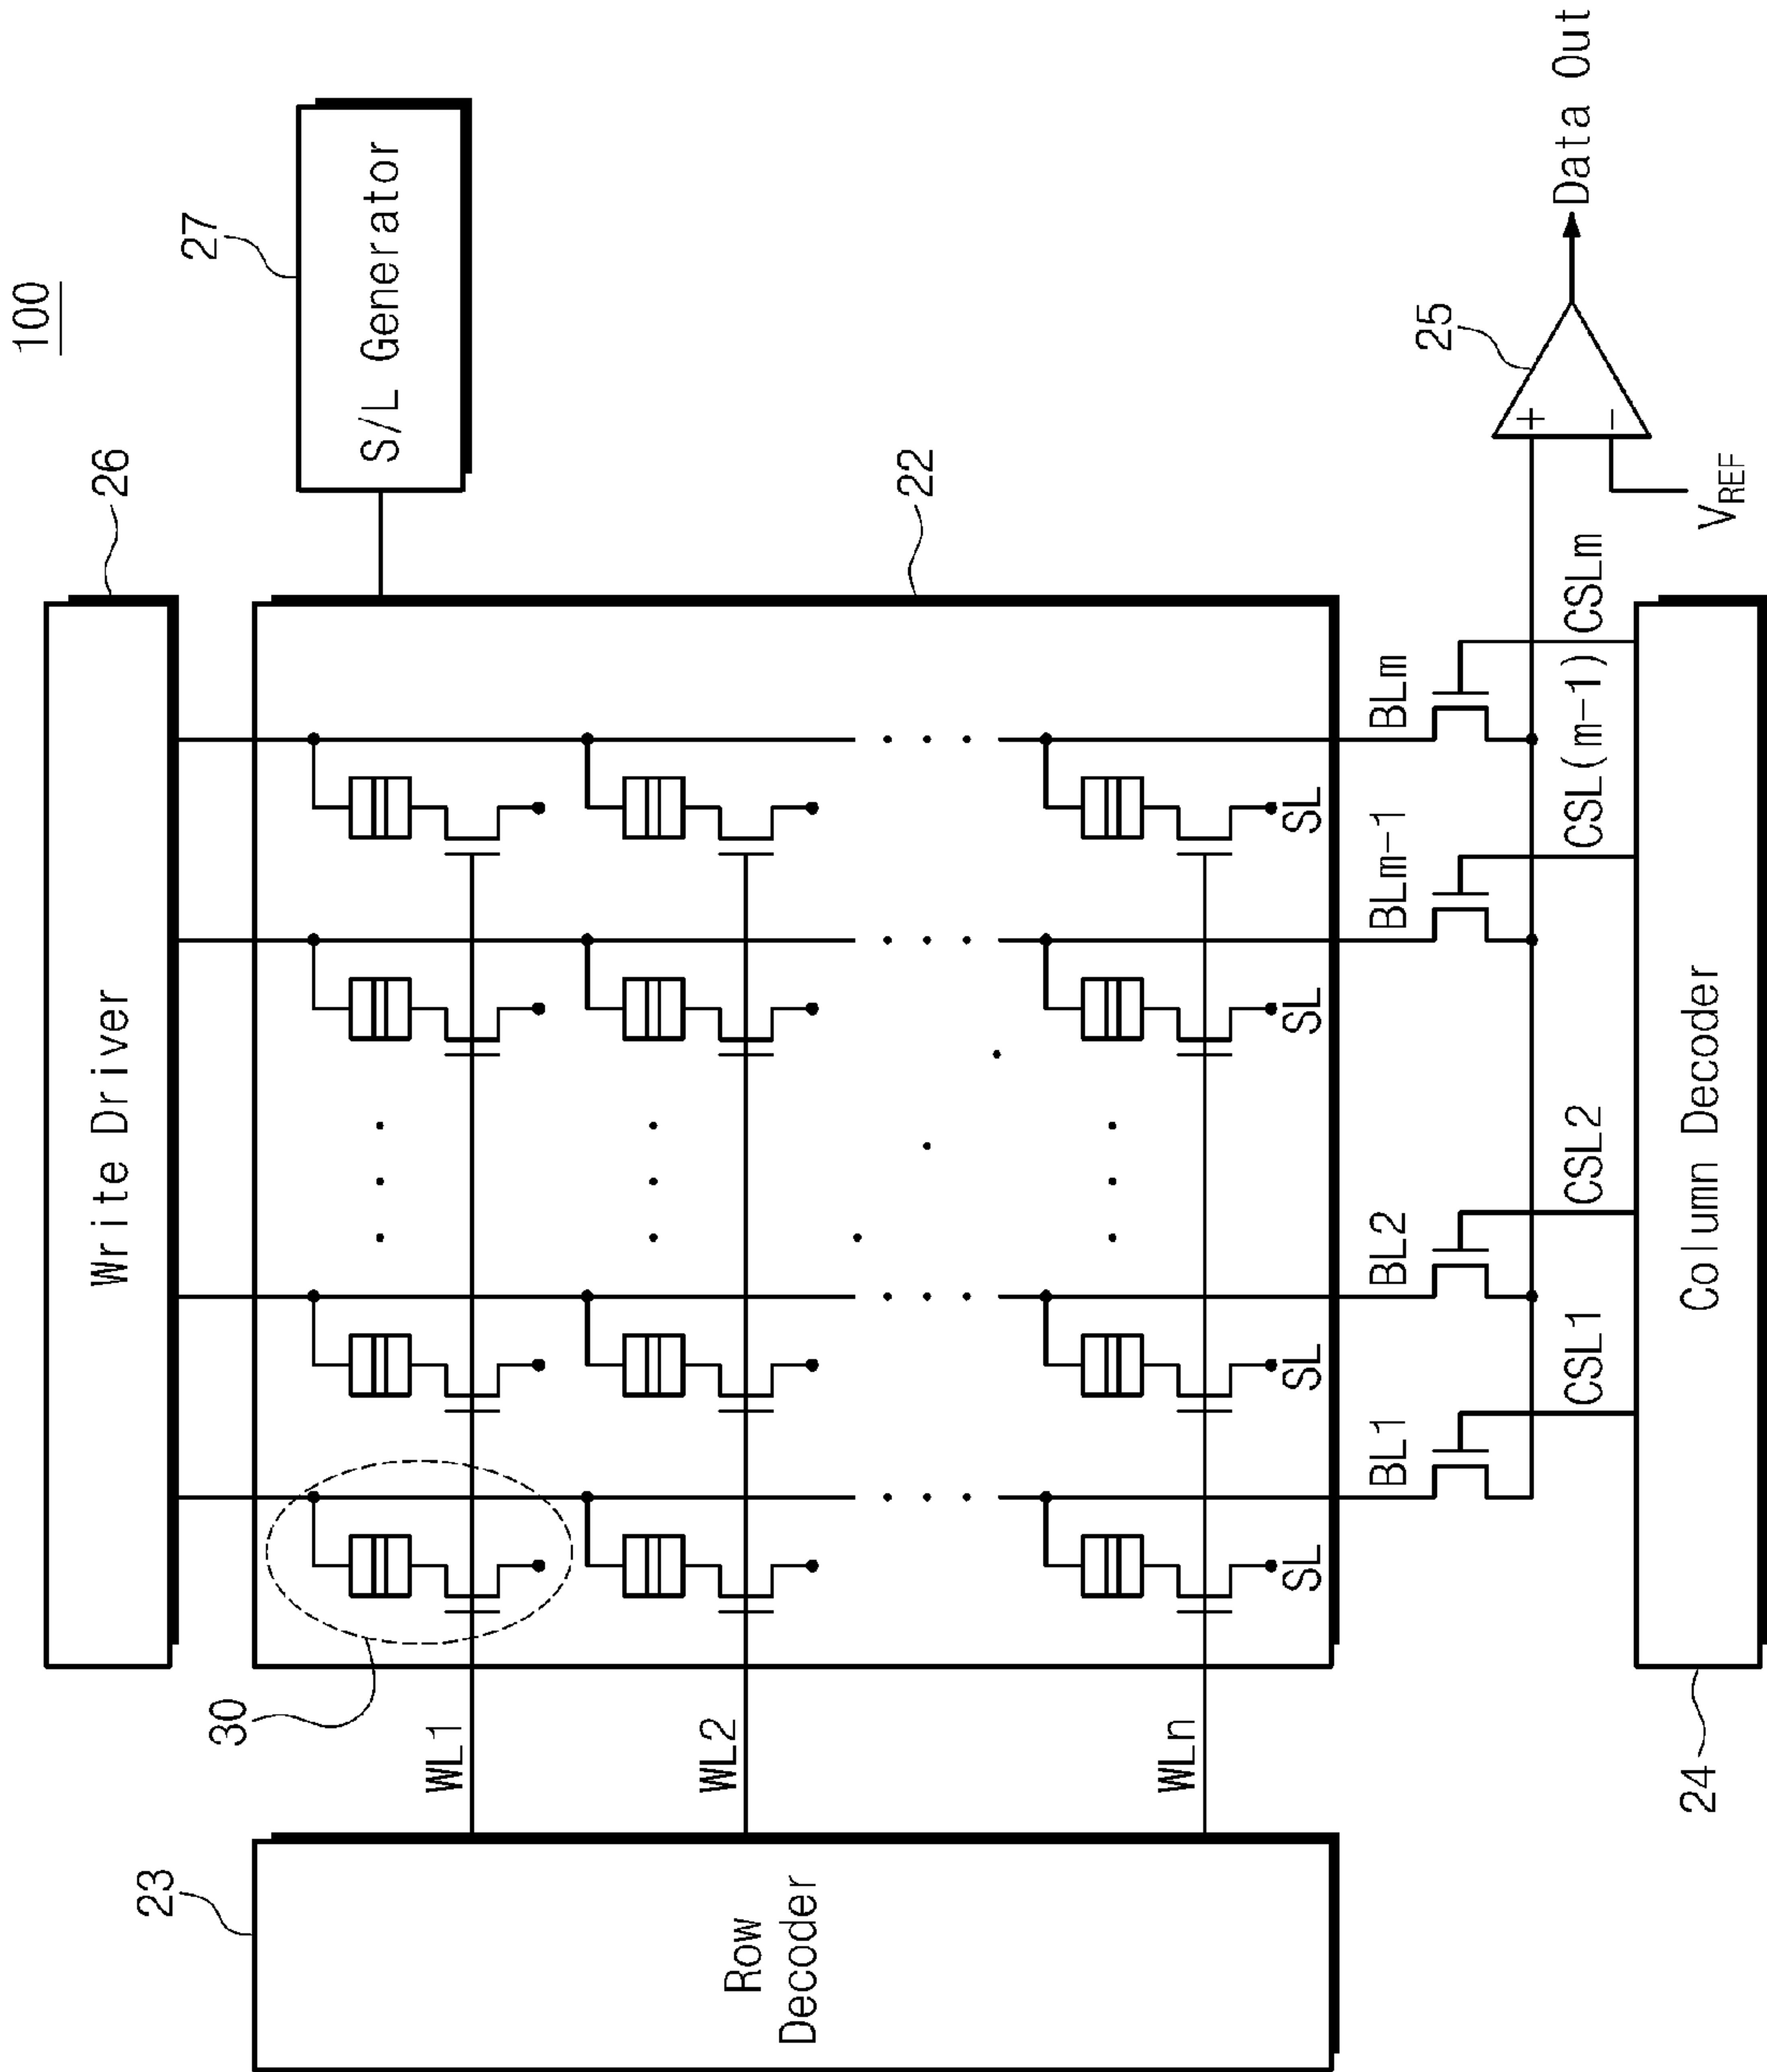 100
26
Write Driver
27
S/L Generator
23
Row
Decoder
30
WL1
WL2
WLn
22
SL
SL
SL
SL
BL1
BL2
BLm-1
BLm
CSL1
CSL2
CSL(m-1)
CSLm
25
+
-
VREF
Data Out
24
Column Decoder